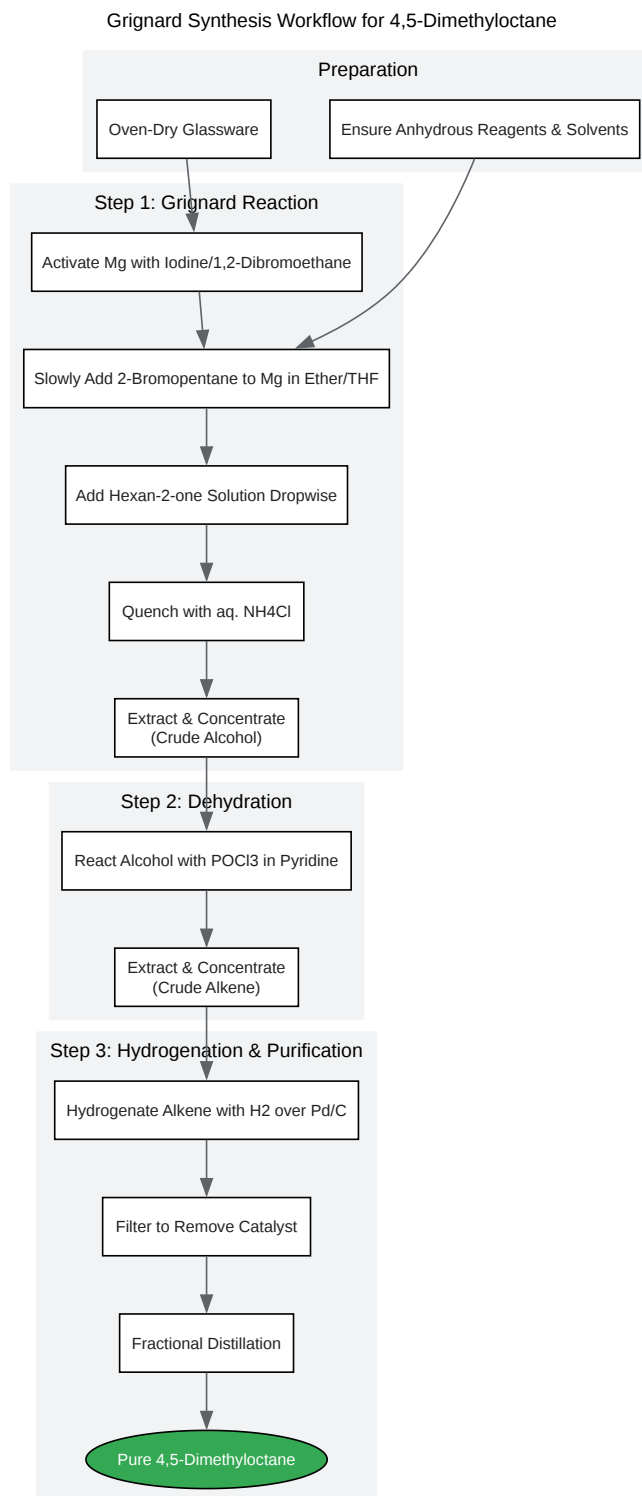 Grignard Synthesis Workflow for 4,5-Dimethyloctane
Preparation
Oven-Dry Glassware
Ensure Anhydrous Reagents & Solvents
Step 1: Grignard Reaction
Activate Mg with Iodine/1,2-Dibromoethane
Slowly Add 2-Bromopentane to Mg in Ether/THF
Add Hexan-2-one Solution Dropwise
Quench with aq. NH4Cl
Extract & Concentrate
(Crude Alcohol)
Step 2: Dehydration
React Alcohol with POCl3 in Pyridine
Extract & Concentrate
(Crude Alkene)
Step 3: Hydrogenation & Purification
Hydrogenate Alkene with H2 over Pd/C
Filter to Remove Catalyst
Fractional Distillation
Pure 4,5-Dimethyloctane